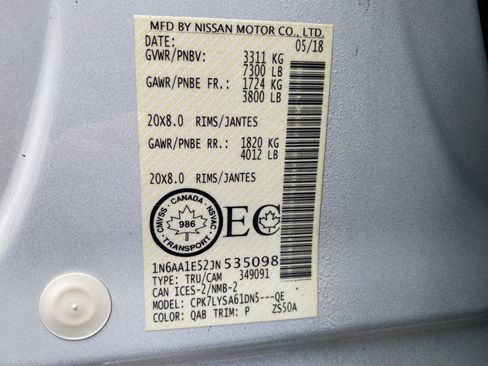 MFD BY NISSAN MOTOR CO., LTD.
DATE: 05/18
GVWR/PNBV: 3311 KG
7300 LB
GAWR/PNBE FR.: 1724 KG
3800 LB
20x8.0 RIMS/JANTES
GAWR/PNBE RR.: 1820 KG
4012 LB
20x8.0 RIMS/JANTES
CMVSS - CANADA - NSVAC
986
TRANSPORT
EC
1N6AA1E52JN 535098
TYPE: TRU/CAM 349091
CAN ICES-2/NMB-2
MODEL: CPK7LYSA61DN5---QE
COLOR: QAB TRIM: P ZS50A